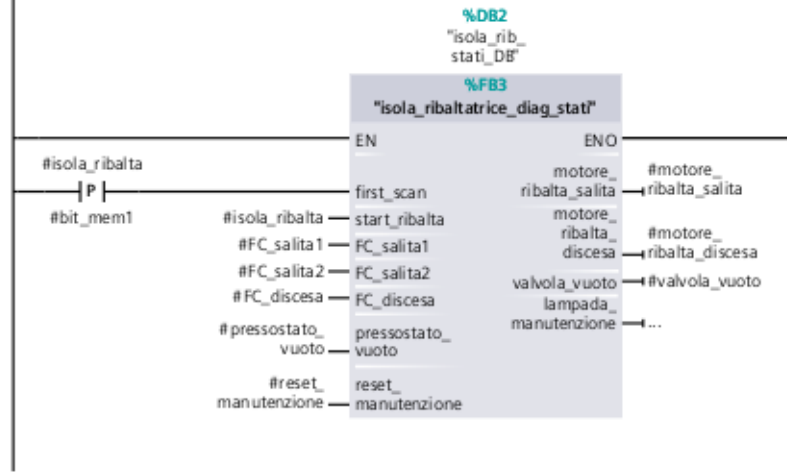 %DB2
"isola_rib_
stati_DB"
%FB3
"isola_ribaltatrice_diag_stati"
EN
ENO
#isola_ribalta
P
#bit_mem1
first_scan
#isola_ribalta
start_ribalta
#FC_salita1
FC_salita1
#FC_salita2
FC_salita2
#FC_discesa
FC_discesa
#pressostato_
vuoto
pressostato_
vuoto
#reset_
manutenzione
reset_
manutenzione
motore_
ribalta_salita
#motore_
ribalta_salita
motore_
ribalta_
discesa
#motore_
ribalta_discesa
valvola_vuoto
#valvola_vuoto
lampada_
manutenzione
...